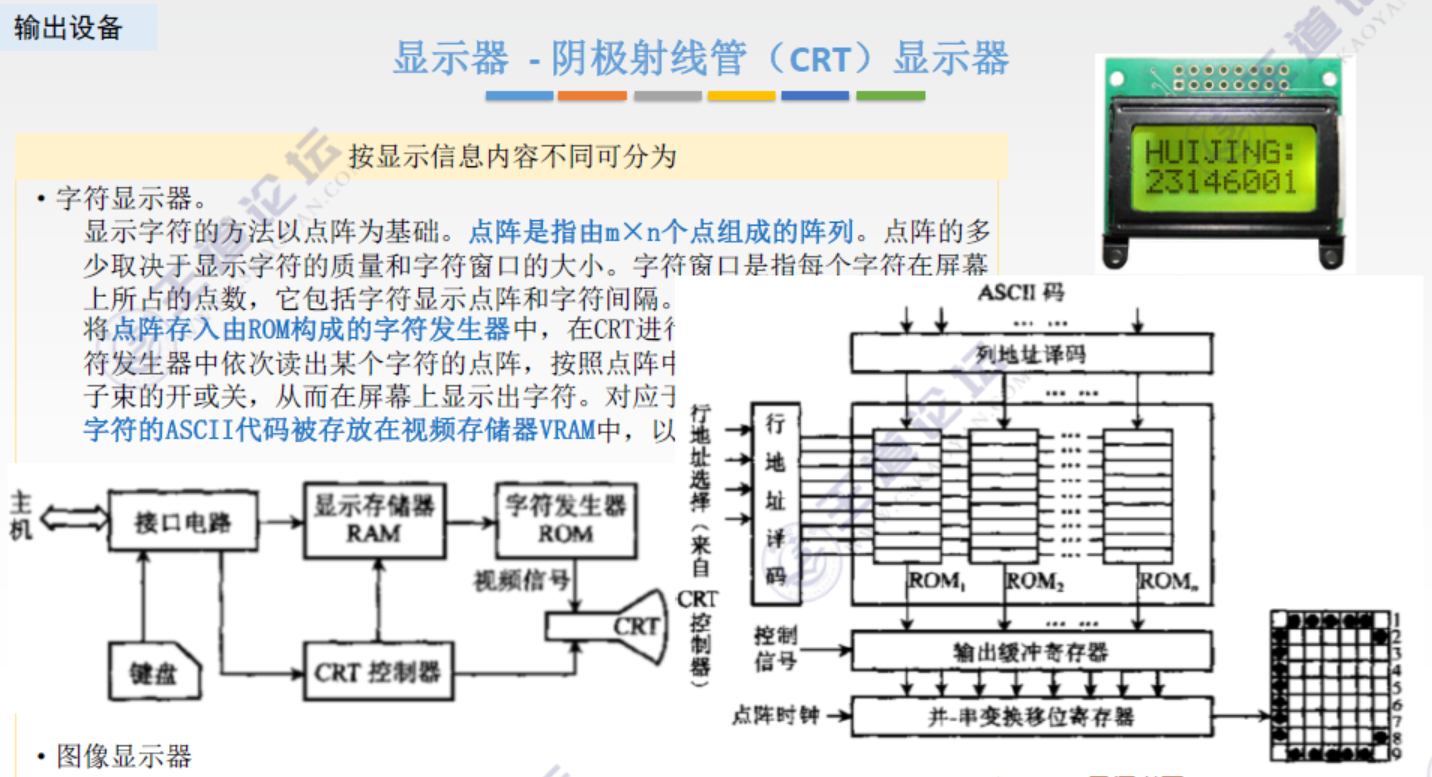 输出设备
显示器 - 阴极射线管（CRT）显示器
HUIJING:
23146001
按显示信息内容不同可分为
• 字符显示器。
显示字符的方法以点阵为基础。点阵是指由m×n个点组成的阵列。点阵的多
少取决于显示字符的质量和字符窗口的大小。字符窗口是指每个字符在屏幕
上所占的点数，它包括字符显示点阵和字符间隔。
将点阵存入由ROM构成的字符发生器中，在CRT进行
符发生器中依次读出某个字符的点阵，按照点阵中
子束的开或关，从而在屏幕上显示出字符。对应于
字符的ASCII代码被存放在视频存储器VRAM中，以
主机
接口电路
显示存储器
RAM
字符发生器
ROM
视频信号
CRT
键盘
CRT 控制器
ASCII 码
… …
列地址译码
… …
行地址选择（来自CRT控制器）
行地址译码
ROM₁
ROM₂
ROMₙ
… …
控制
信号
输出缓冲寄存器
点阵时钟
并-串变换移位寄存器
1
2
3
4
5
6
7
8
9
• 图像显示器
王道论坛